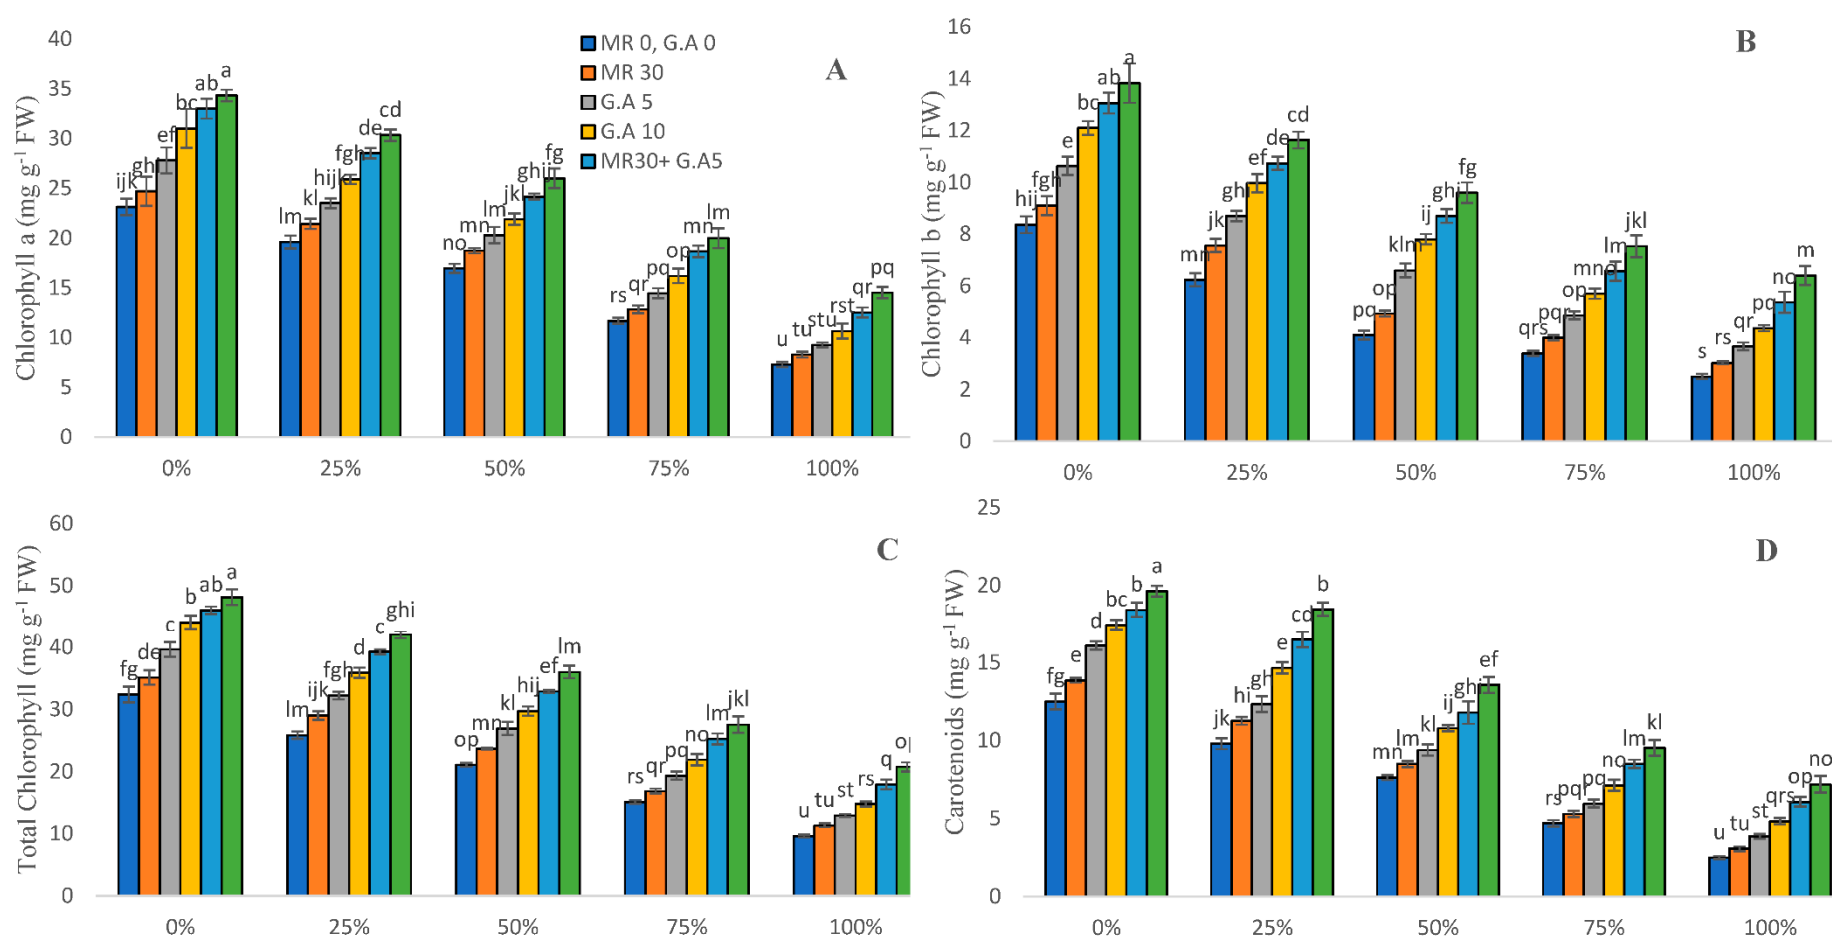 A
Chlorophyll a (mg g-1 FW)
40
35
30
25
20
15
10
5
0
MR 0, G.A 0
MR 30
G.A 5
G.A 10
MR30+ G.A5
ijk ghi ef bc ab a
lm kl hijk fgh de cd
no mn lm jkl ghij fg
rs qr pq op mn lm
u tu stu rst qr pq
0% 25% 50% 75% 100%
B
Chlorophyll b (mg g-1 FW)
16
14
12
10
8
6
4
2
0
hij fgh e bc ab a
mn jk ghi ef de cd
pq op klm ij ghi fg
qrs pqr op mno lm jkl
s rs qr pq no m
0% 25% 50% 75% 100%
C
Total Chlorophyll (mg g-1 FW)
60
50
40
30
20
10
0
fg de c b ab a
lm ijk fgh d c ghi
op mn kl hij ef lm
rs qr pq no lm jkl
u tu st rs q
0% 25% 50% 75% 100%
D
Carotenoids (mg g-1 FW)
25
20
15
10
5
0
fg e d bc b a
jk hi gh e cd b
mn lm kl ij ghi ef
rs pqr pq no lm kl
u tu st qrs op no
0% 25% 50% 75% 100%